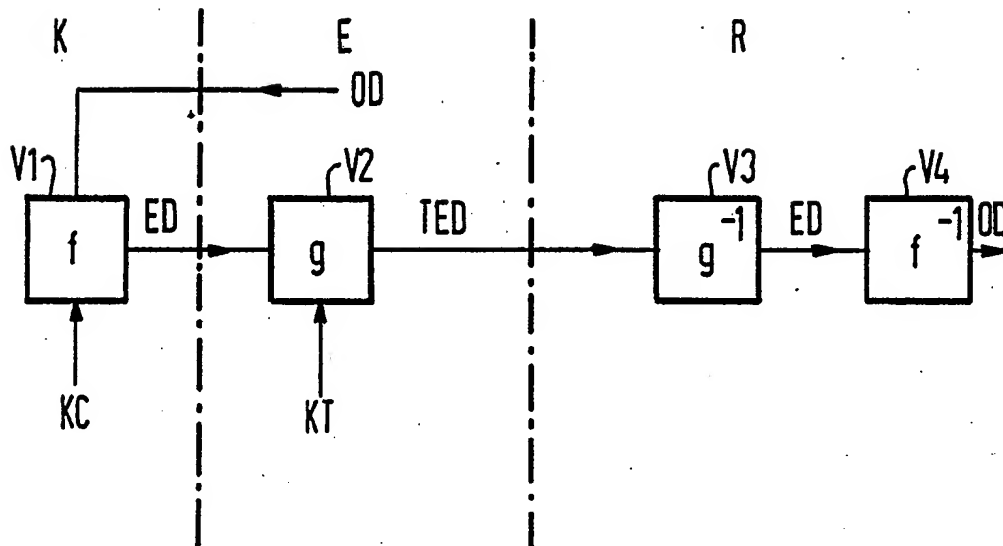 K E R
OD
V1 V2 V3 V4
ED TED ED OD
f g g⁻¹ f⁻¹
KC KT